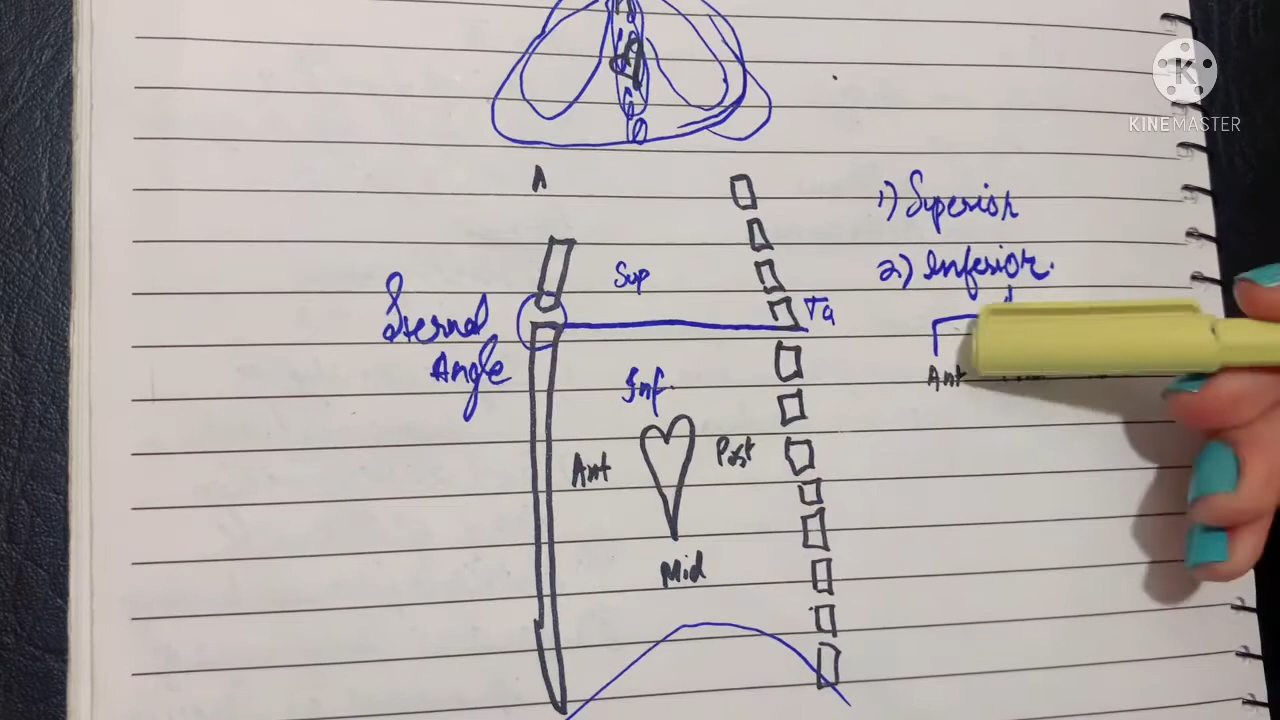 KINEMASTER
A
1) Superior
2) Inferior.
Sup
Sternal
Angle
T4
Inf.
Ant
Ant
Post
Mid